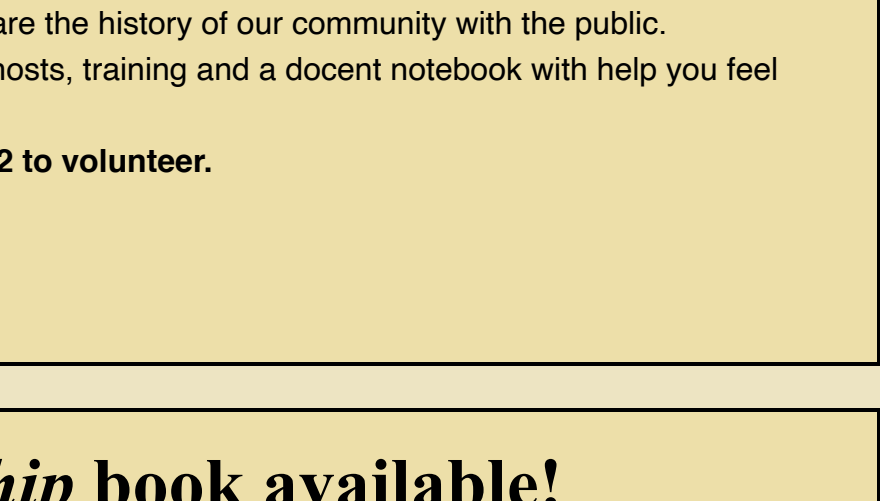 are the history of our community with the public.
hosts, training and a docent notebook with help you feel
2 to volunteer.
hip book available!